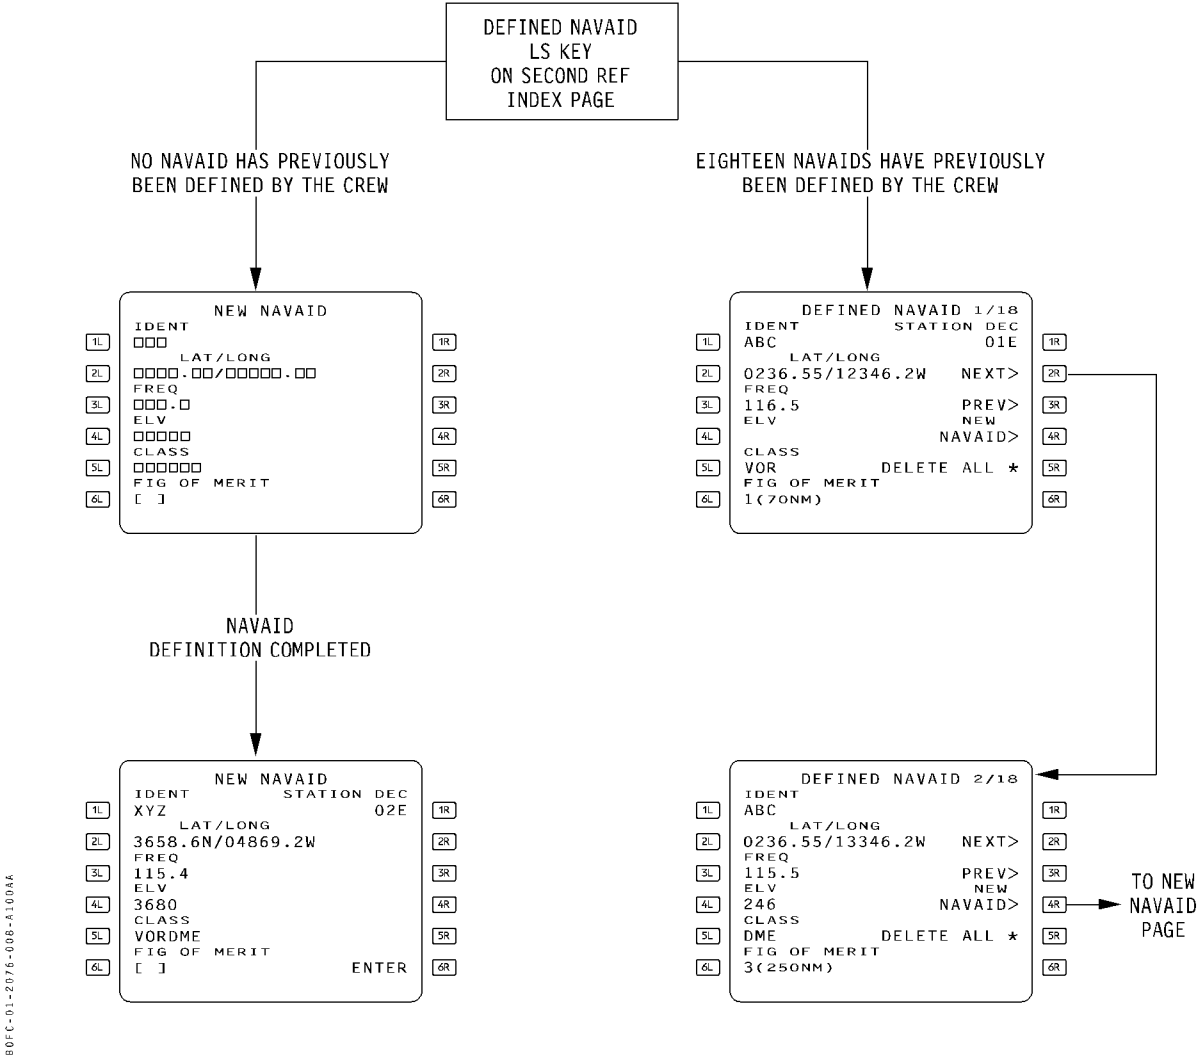 DEFINED NAVAID
LS KEY
ON SECOND REF
INDEX PAGE
NO NAVAID HAS PREVIOUSLY
BEEN DEFINED BY THE CREW
EIGHTEEN NAVAIDS HAVE PREVIOUSLY
BEEN DEFINED BY THE CREW
NEW NAVAID
IDENT
1L □□□ 1R
LAT/LONG
2L □□□□.□□/□□□□□.□□ 2R
FREQ
3L □□□.□ 3R
ELV
4L □□□□□ 4R
CLASS
5L □□□□□□ 5R
FIG OF MERIT
6L [ ] 6R
DEFINED NAVAID 1/18
IDENT STATION DEC
1L ABC 01E 1R
LAT/LONG
2L 0236.5S/12346.2W NEXT> 2R
FREQ
3L 116.5 PREV> 3R
ELV NEW
4L NAVAID> 4R
CLASS
5L VOR DELETE ALL * 5R
FIG OF MERIT
6L 1(70NM) 6R
NAVAID
DEFINITION COMPLETED
NEW NAVAID
IDENT STATION DEC
1L XYZ 02E 1R
LAT/LONG
2L 3658.6N/04869.2W 2R
FREQ
3L 115.4 3R
ELV
4L 3680 4R
CLASS
5L VORDME 5R
FIG OF MERIT
6L [ ] ENTER 6R
DEFINED NAVAID 2/18
IDENT
1L ABC 1R
LAT/LONG
2L 0236.5S/13346.2W NEXT> 2R
FREQ
3L 115.5 PREV> 3R
ELV NEW
4L 246 NAVAID> 4R
CLASS
5L DME DELETE ALL * 5R
FIG OF MERIT
6L 3(250NM) 6R
TO NEW
NAVAID
PAGE
B0FC-01-2076-008-A100AA